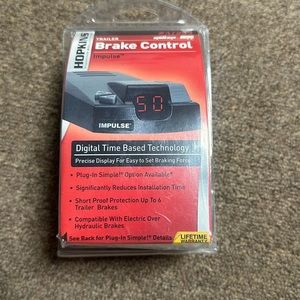 HOPKINS
TRAILER
Brake Control
Impulse™
50
IMPULSE®
Digital Time Based Technology
Precise Display For Easy to Set Braking Force
• Plug-In Simple!® Option Available*
• Significantly Reduces Installation Time
• Short Proof Protection Up To 6
Trailer Brakes
• Compatible With Electric Over
Hydraulic Brakes
*See Back for Plug-In Simple!® Details
LIFETIME
WARRANTY